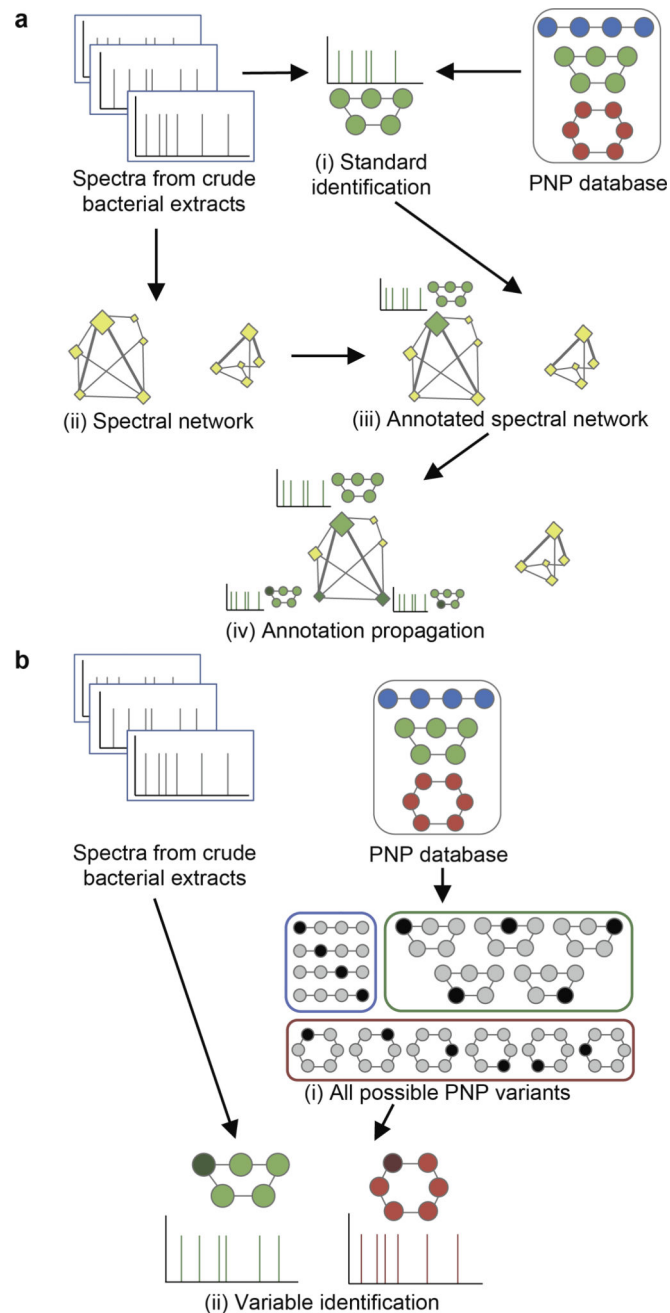 a
Spectra from crude
bacterial extracts
(i) Standard
identification
PNP database
(ii) Spectral network
(iii) Annotated spectral network
(iv) Annotation propagation
b
Spectra from crude
bacterial extracts
PNP database
(i) All possible PNP variants
(ii) Variable identification